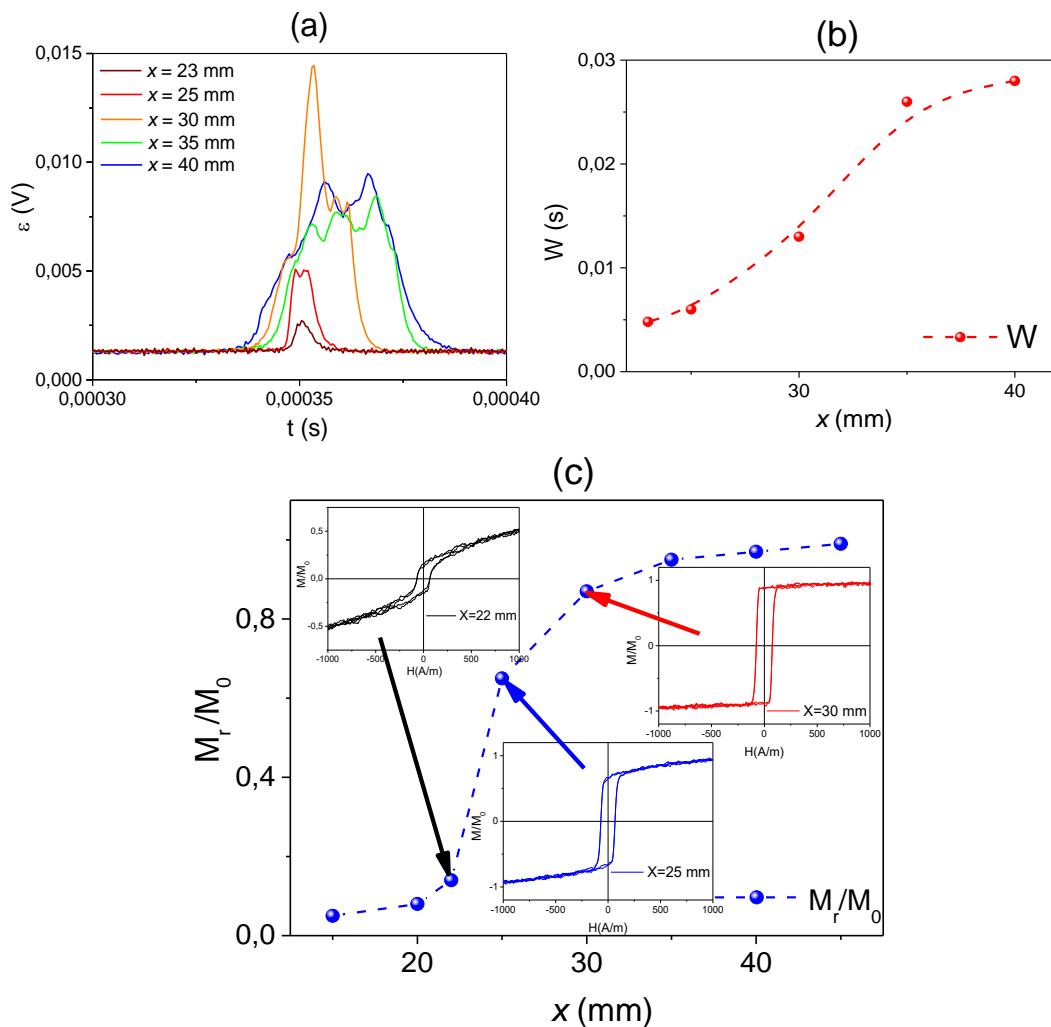 (a)
0,015
0,010
0,005
0,000
ε (V)
x = 23 mm
x = 25 mm
x = 30 mm
x = 35 mm
x = 40 mm
0,00030
0,00035
0,00040
t (s)
(b)
0,03
0,02
0,01
0,00
W (s)
W
30
35
40
x (mm)
(c)
0,8
0,4
0,0
Mr/M0
0,5
0,0
-0,5
M/M0
X=22 mm
-1000
-500
0
500
1000
H(A/m)
1
0
-1
M/M0
X=30 mm
-1000
-500
0
500
1000
H(A/m)
1
0
-1
M/M0
X=25 mm
-1000
-500
0
500
1000
H(A/m)
Mr/M0
20
30
40
x (mm)